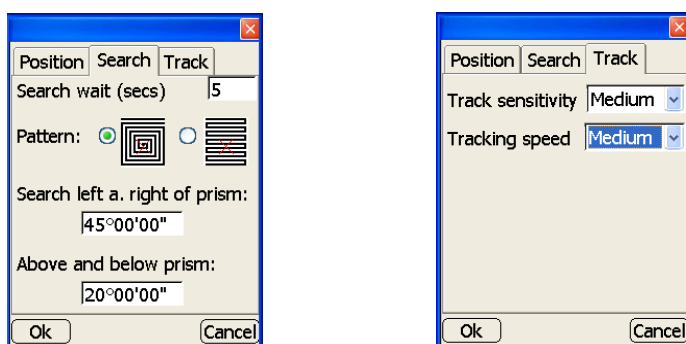 Position Search Track
Search wait (secs) 5
Pattern:
Search left a. right of prism:
45°00'00"
Above and below prism:
20°00'00"
Ok Cancel
Position Search Track
Track sensitivity Medium
Tracking speed Medium
Ok Cancel